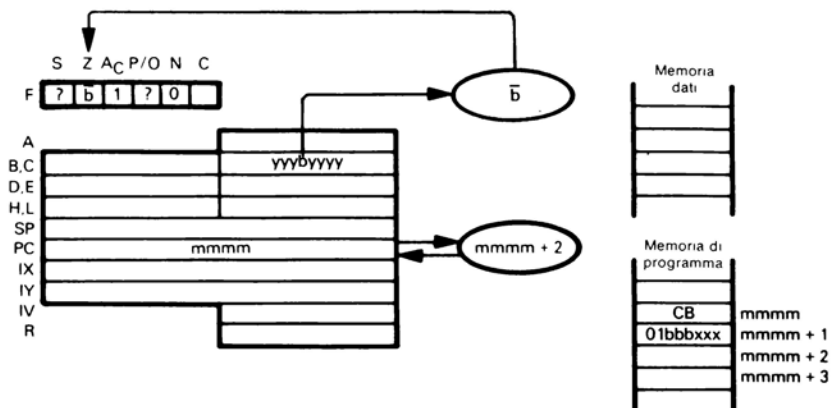 S Z AC P/O N C
F ? b̅ 1 ? 0
b̅
A
B,C yyybyyyy
D,E
H,L
SP
PC mmmm
mmmm + 2
IX
IY
IV
R
Memoria
dati
Memoria di
programma
CB mmmm
01bbbxxx mmmm + 1
mmmm + 2
mmmm + 3